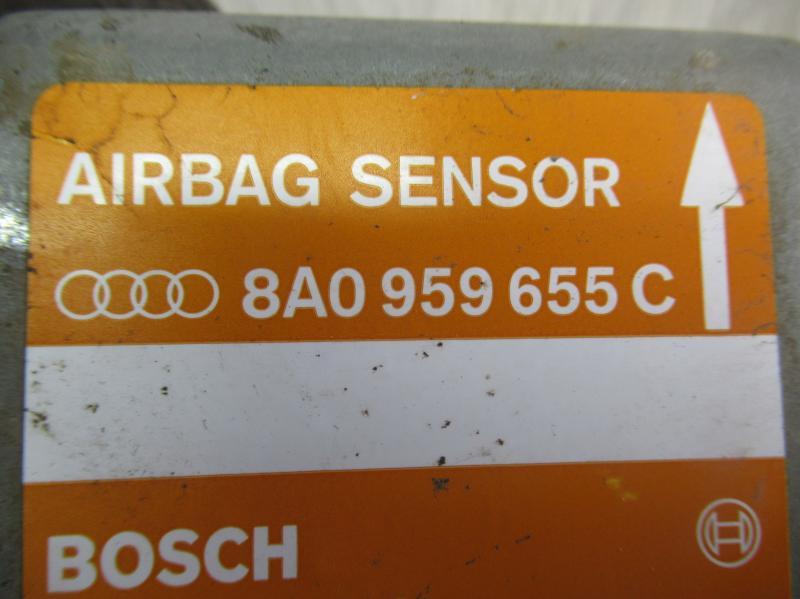 AIRBAG SENSOR
8A0 959 655 C
BOSCH